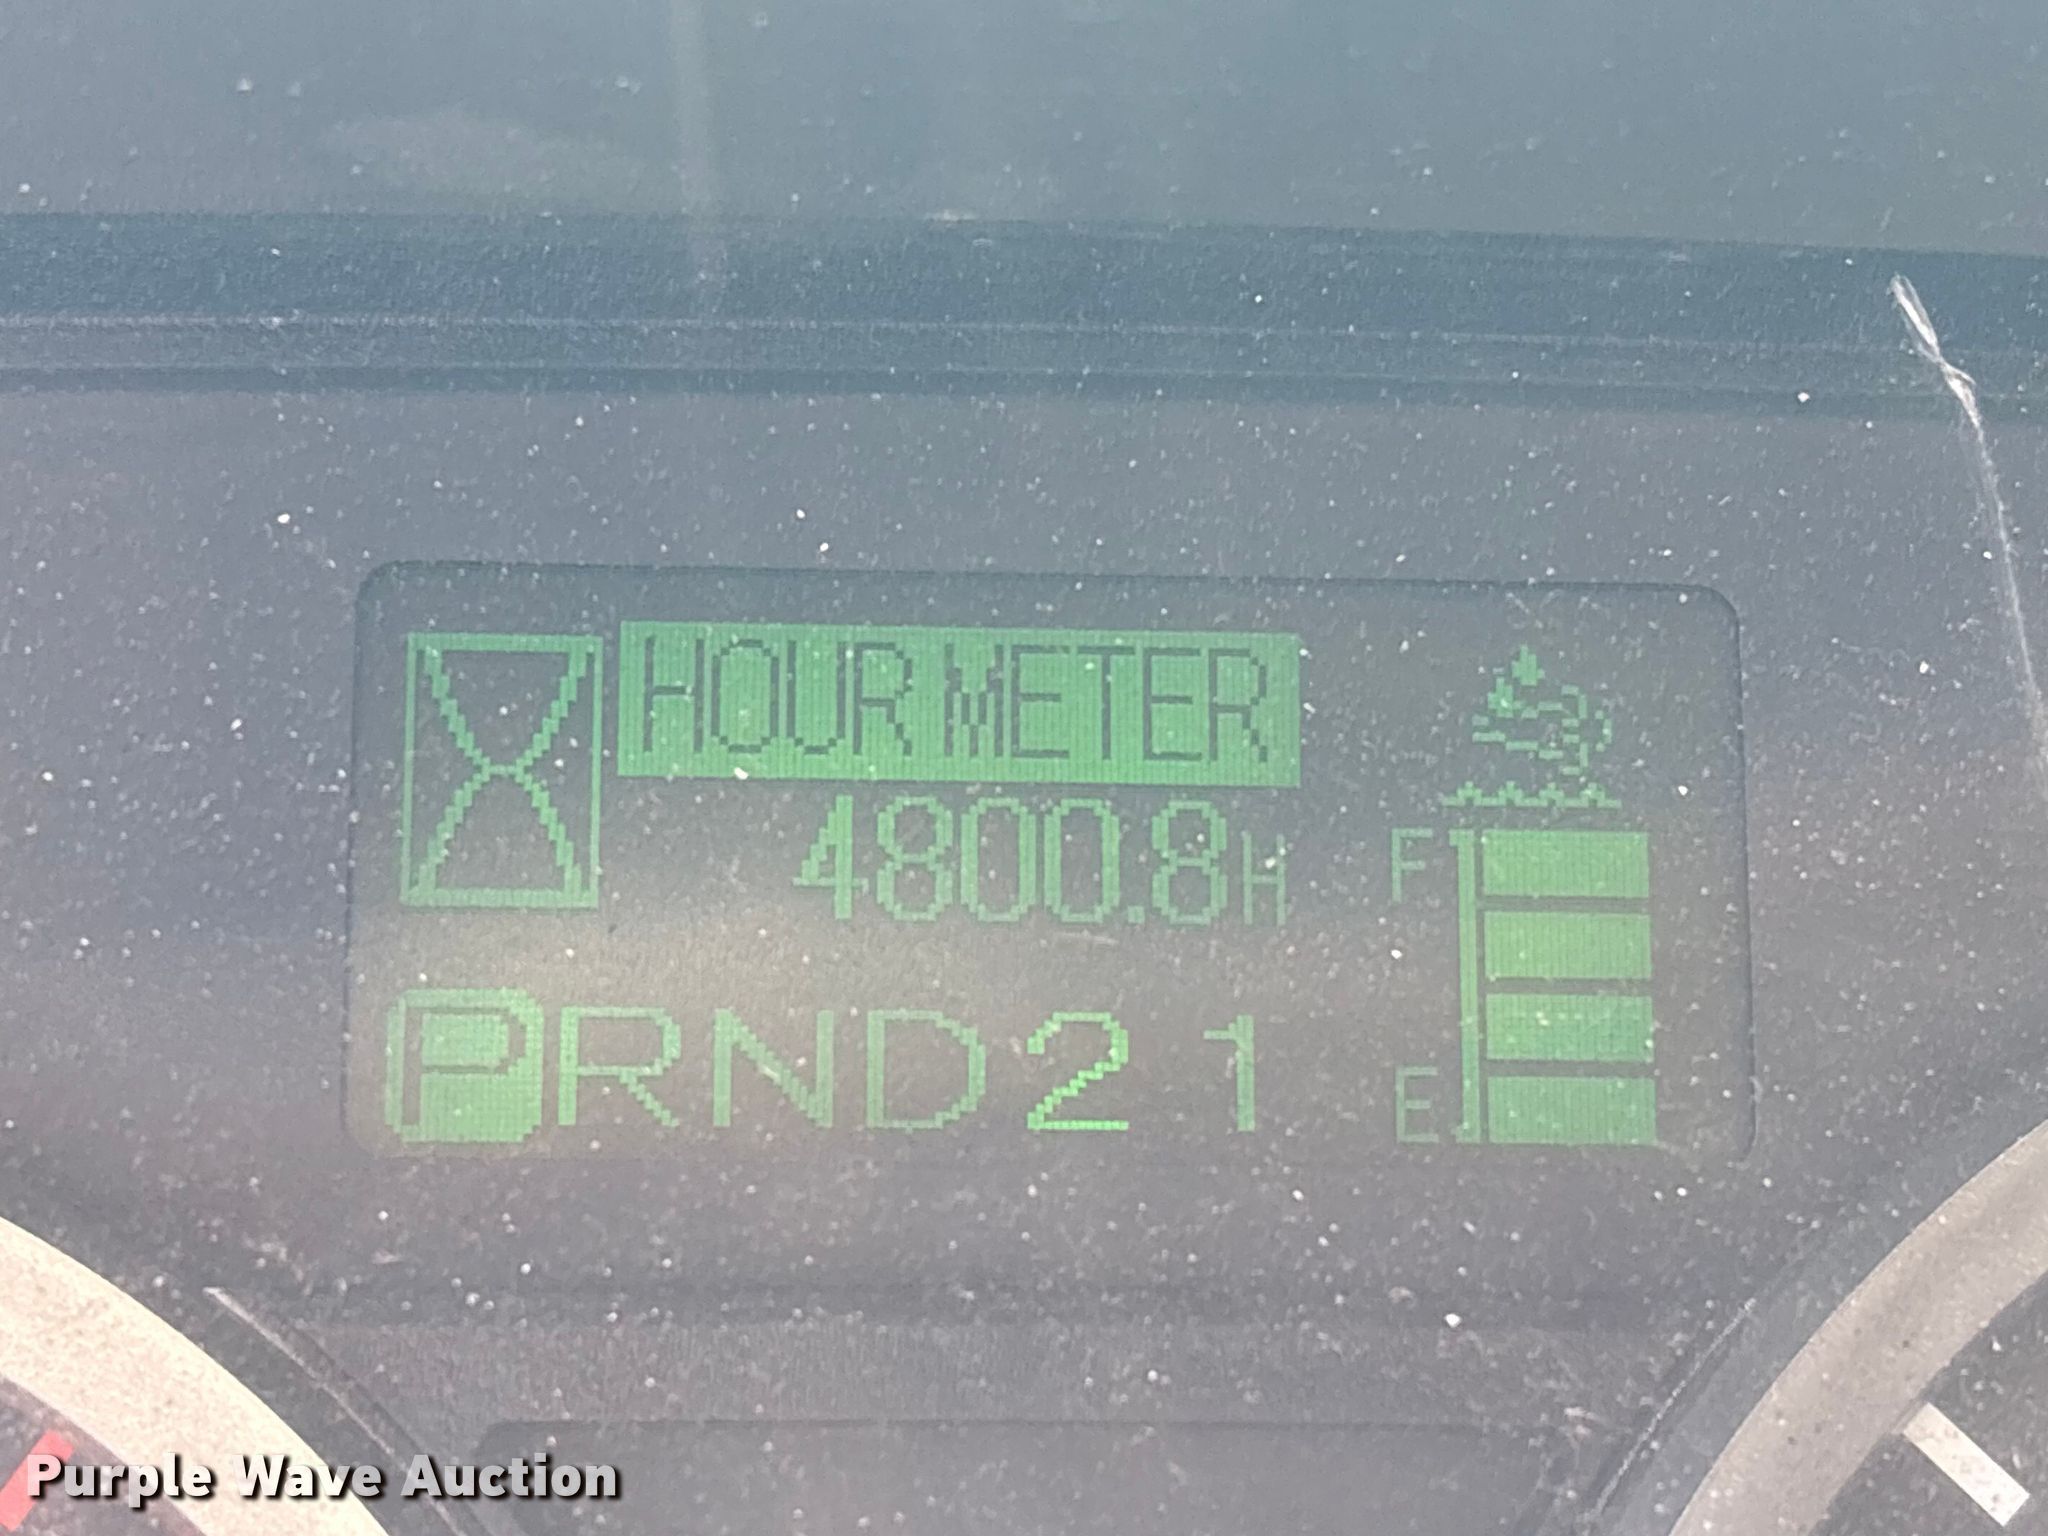 HOUR METER
4800.8H
F
PRND21
E
Purple Wave Auction